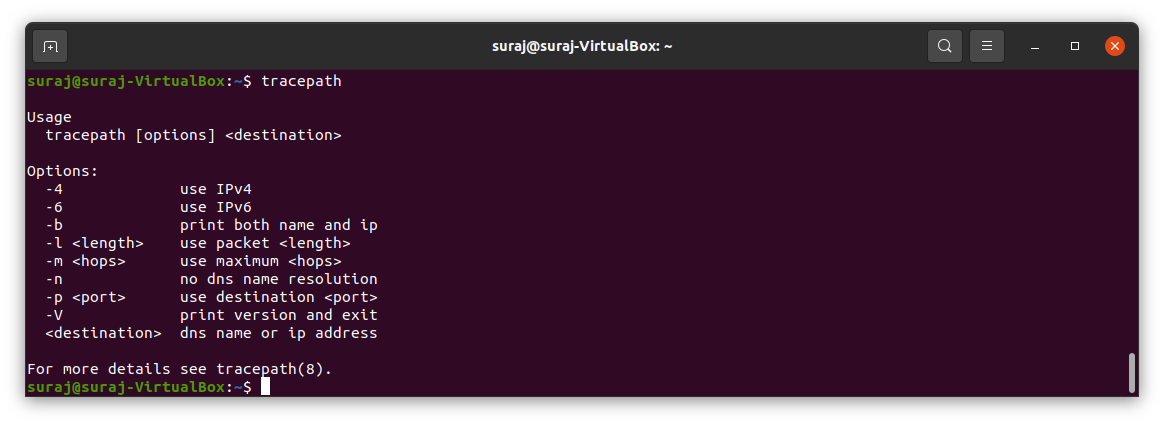 suraj@suraj-VirtualBox: ~
suraj@suraj-VirtualBox:~$ tracepath

Usage
  tracepath [options] <destination>

Options:
  -4             use IPv4
  -6             use IPv6
  -b             print both name and ip
  -l <length>    use packet <length>
  -m <hops>      use maximum <hops>
  -n             no dns name resolution
  -p <port>      use destination <port>
  -V             print version and exit
  <destination>  dns name or ip address

For more details see tracepath(8).
suraj@suraj-VirtualBox:~$